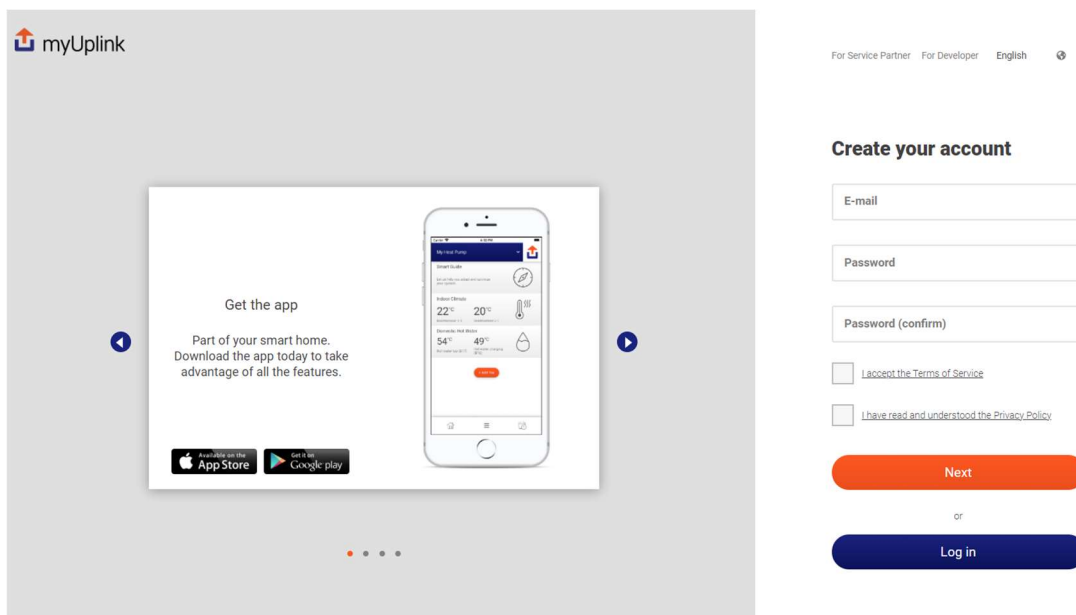 myUplink
For Service Partner For Developer English
Create your account
E-mail
Password
Password (confirm)
I accept the Terms of Service
I have read and understood the Privacy Policy
Next
or
Log in
Get the app
Part of your smart home.
Download the app today to take
advantage of all the features.
Available on the
App Store
Get it on
Google play
4:32 PM
My Heat Pump
Smart Guide
Indoor Climate
22°C 20°C
Domestic Hot Water
54°C 49°C